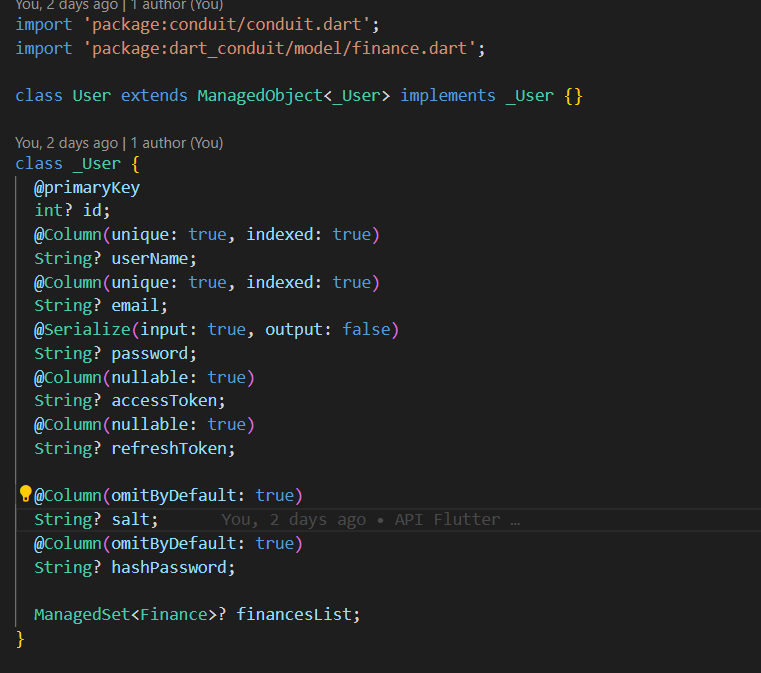 You, 2 days ago | 1 author (You)
import 'package:conduit/conduit.dart';
import 'package:dart_conduit/model/finance.dart';
class User extends ManagedObject<_User> implements _User {}
You, 2 days ago | 1 author (You)
class _User {
@primaryKey
int? id;
@Column(unique: true, indexed: true)
String? userName;
@Column(unique: true, indexed: true)
String? email;
@Serialize(input: true, output: false)
String? password;
@Column(nullable: true)
String? accessToken;
@Column(nullable: true)
String? refreshToken;
@Column(omitByDefault: true)
String? salt; You, 2 days ago • API Flutter …
@Column(omitByDefault: true)
String? hashPassword;
ManagedSet<Finance>? financesList;
}